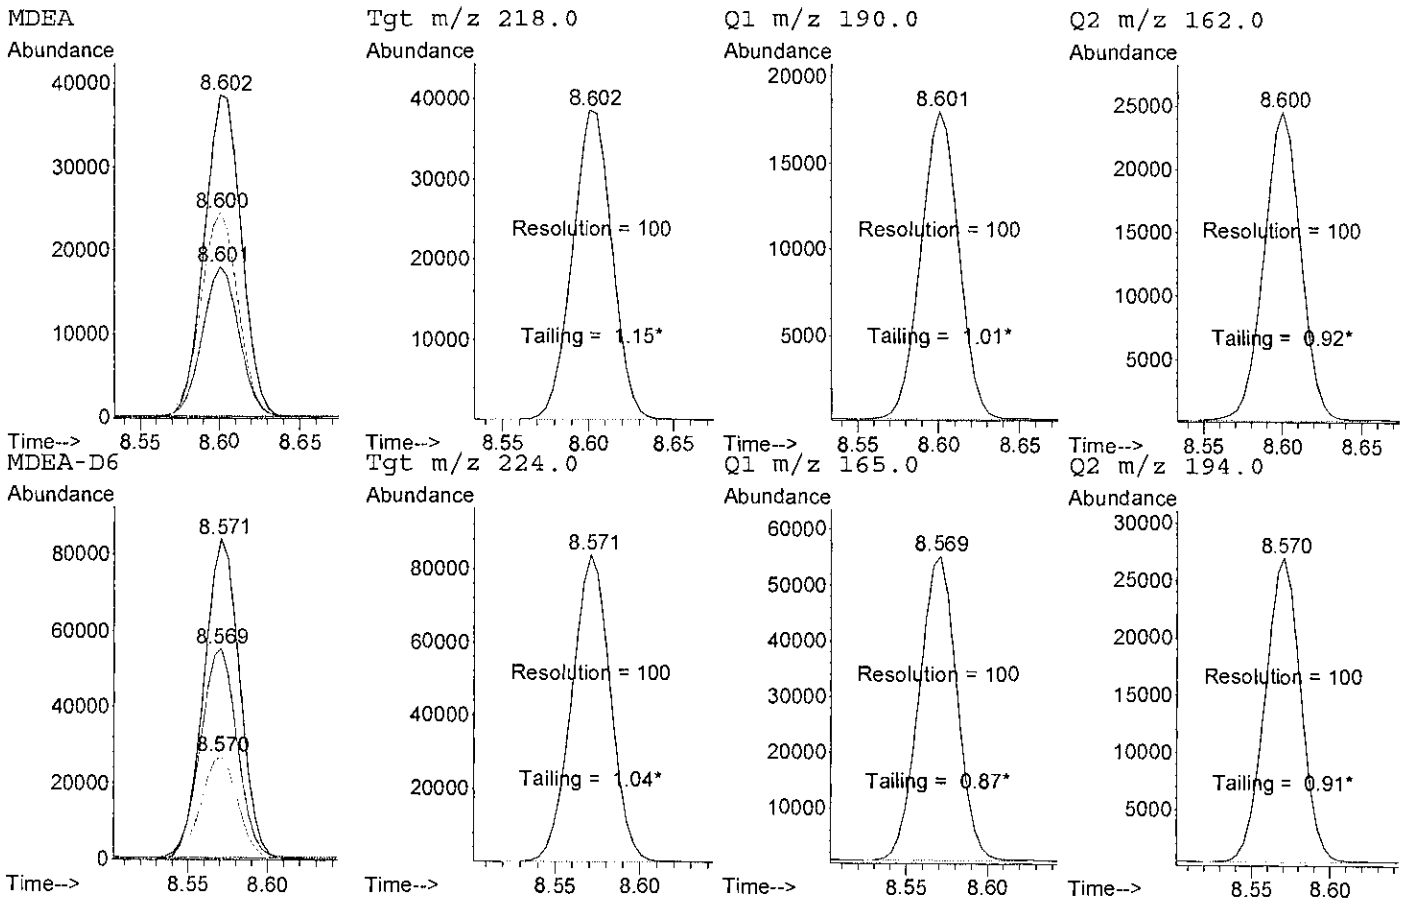 MDEA
Tgt m/z 218.0
Q1 m/z 190.0
Q2 m/z 162.0
Abundance
Abundance
Abundance
Abundance
40000
30000
20000
10000
0
8.602
8.600
8.601
Time-->
8.55 8.60 8.65
40000
30000
20000
10000
8.602
Resolution = 100
Tailing = 1.15*
Time-->
8.55 8.60 8.65
20000
15000
10000
5000
8.601
Resolution = 100
Tailing = 1.01*
Time-->
8.55 8.60 8.65
25000
20000
15000
10000
5000
8.600
Resolution = 100
Tailing = 0.92*
Time-->
8.55 8.60 8.65
MDEA-D6
Tgt m/z 224.0
Q1 m/z 165.0
Q2 m/z 194.0
Abundance
Abundance
Abundance
Abundance
80000
60000
40000
20000
0
8.571
8.569
8.570
Time-->
8.55 8.60
80000
60000
40000
20000
8.571
Resolution = 100
Tailing = 1.04*
Time-->
8.55 8.60
60000
50000
40000
30000
20000
10000
8.569
Resolution = 100
Tailing = 0.87*
Time-->
8.55 8.60
30000
25000
20000
15000
10000
5000
8.570
Resolution = 100
Tailing = 0.91*
Time-->
8.55 8.60